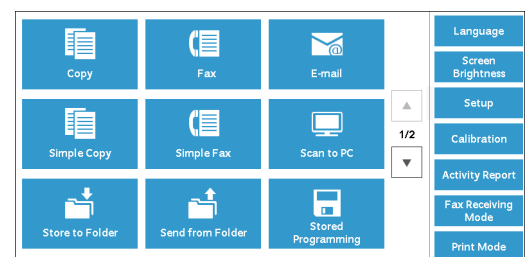 Copy
Fax
E-mail
Simple Copy
Simple Fax
Scan to PC
Store to Folder
Send from Folder
Stored
Programming
1/2
Language
Screen
Brightness
Setup
Calibration
Activity Report
Fax Receiving
Mode
Print Mode